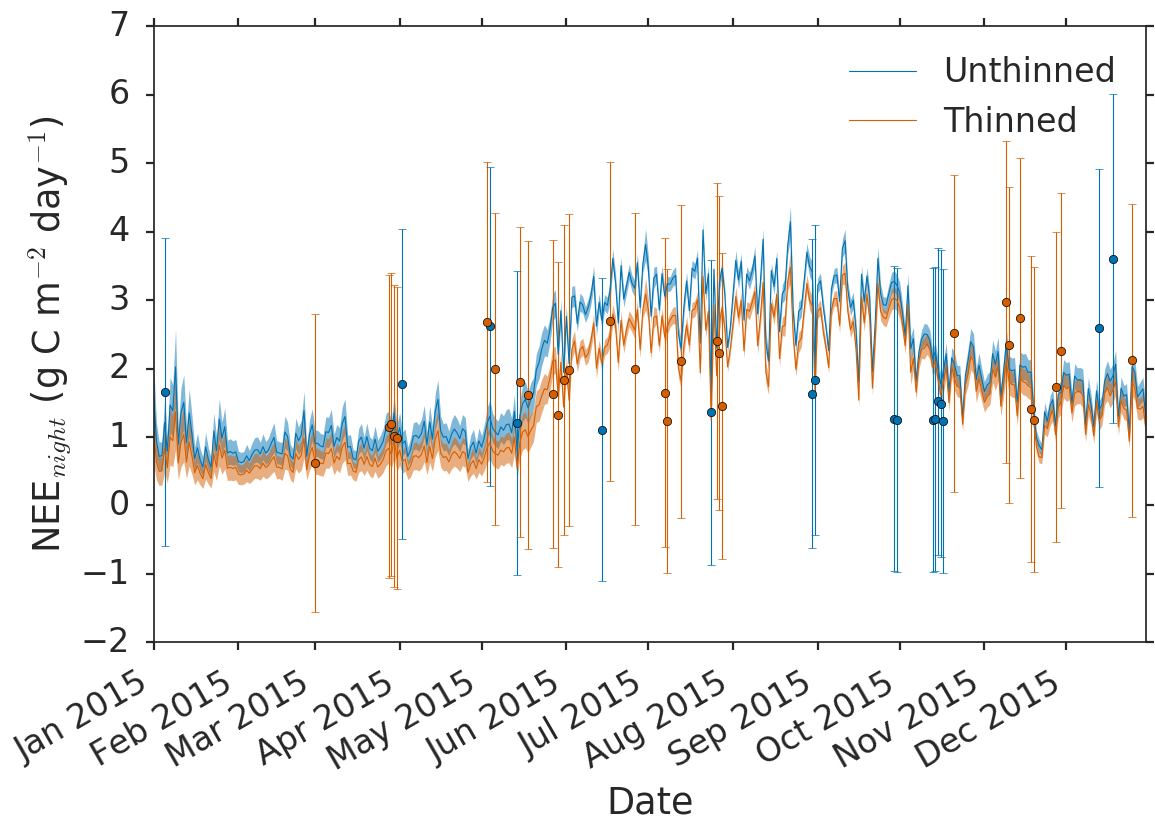 7
6
5
4
3
2
1
0
−1
−2
NEE_night (g C m⁻² day⁻¹)
Unthinned
Thinned
Jan 2015
Feb 2015
Mar 2015
Apr 2015
May 2015
Jun 2015
Jul 2015
Aug 2015
Sep 2015
Oct 2015
Nov 2015
Dec 2015
Date